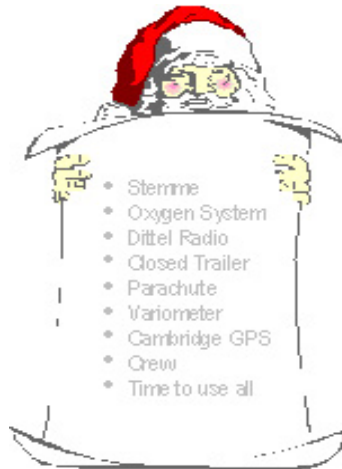 • Stemme
• Oxygen System
• Dittel Radio
• Closed Trailer
• Parachute
• Variometer
• Cambridge GPS
• Crew
• Time to use all